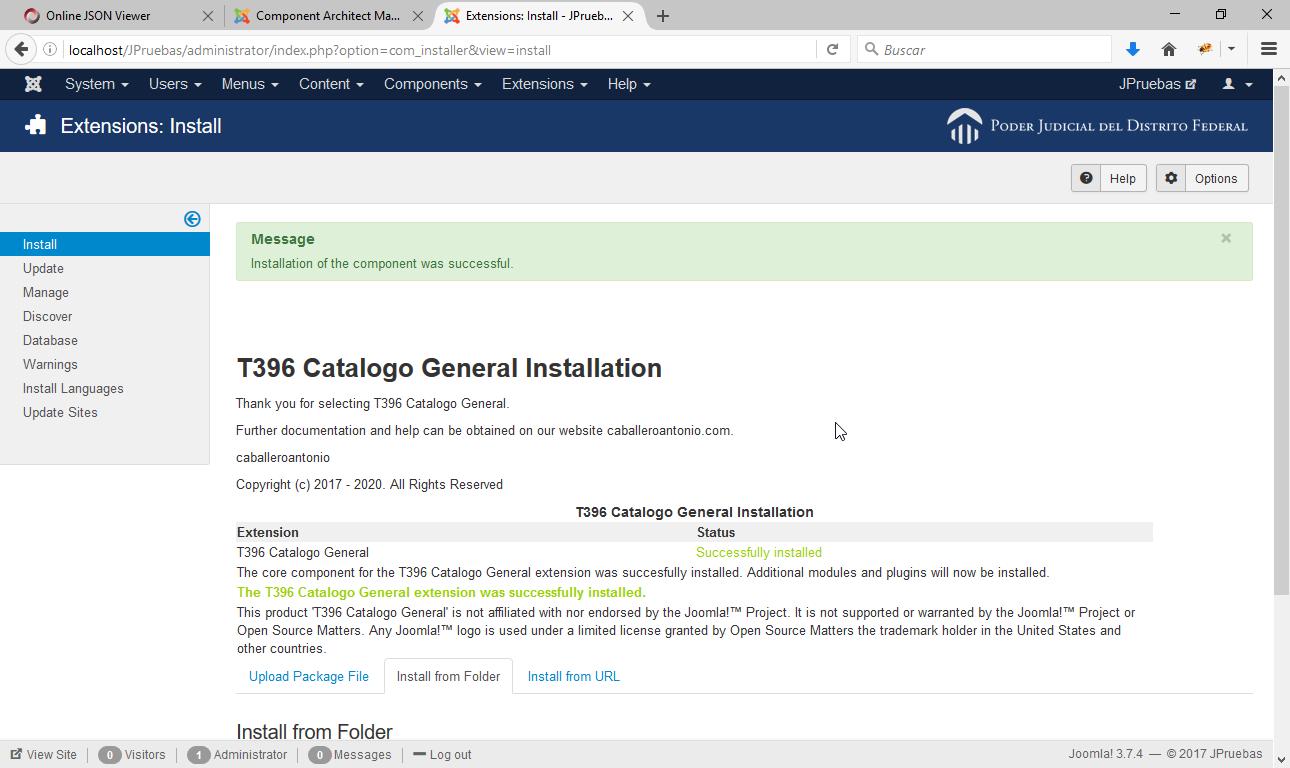 Online JSON Viewer
Component Architect Ma...
Extensions: Install - JPrueb...
localhost/JPruebas/administrator/index.php?option=com_installer&view=install
Buscar
System Users Menus Content Components Extensions Help JPruebas
Extensions: Install
PODER JUDICIAL DEL DISTRITO FEDERAL
Help Options
Install
Update
Manage
Discover
Database
Warnings
Install Languages
Update Sites
Message
Installation of the component was successful.
T396 Catalogo General Installation
Thank you for selecting T396 Catalogo General.
Further documentation and help can be obtained on our website caballeroantonio.com.
caballeroantonio
Copyright (c) 2017 - 2020. All Rights Reserved
T396 Catalogo General Installation
Extension Status
T396 Catalogo General Successfully installed
The core component for the T396 Catalogo General extension was succesfully installed. Additional modules and plugins will now be installed.
The T396 Catalogo General extension was successfully installed.
This product 'T396 Catalogo General' is not affiliated with nor endorsed by the Joomla!™ Project. It is not supported or warranted by the Joomla!™ Project or
Open Source Matters. Any Joomla!™ logo is used under a limited license granted by Open Source Matters the trademark holder in the United States and
other countries.
Upload Package File Install from Folder Install from URL
Install from Folder
View Site 0 Visitors 1 Administrator 0 Messages Log out Joomla! 3.7.4 — © 2017 JPruebas